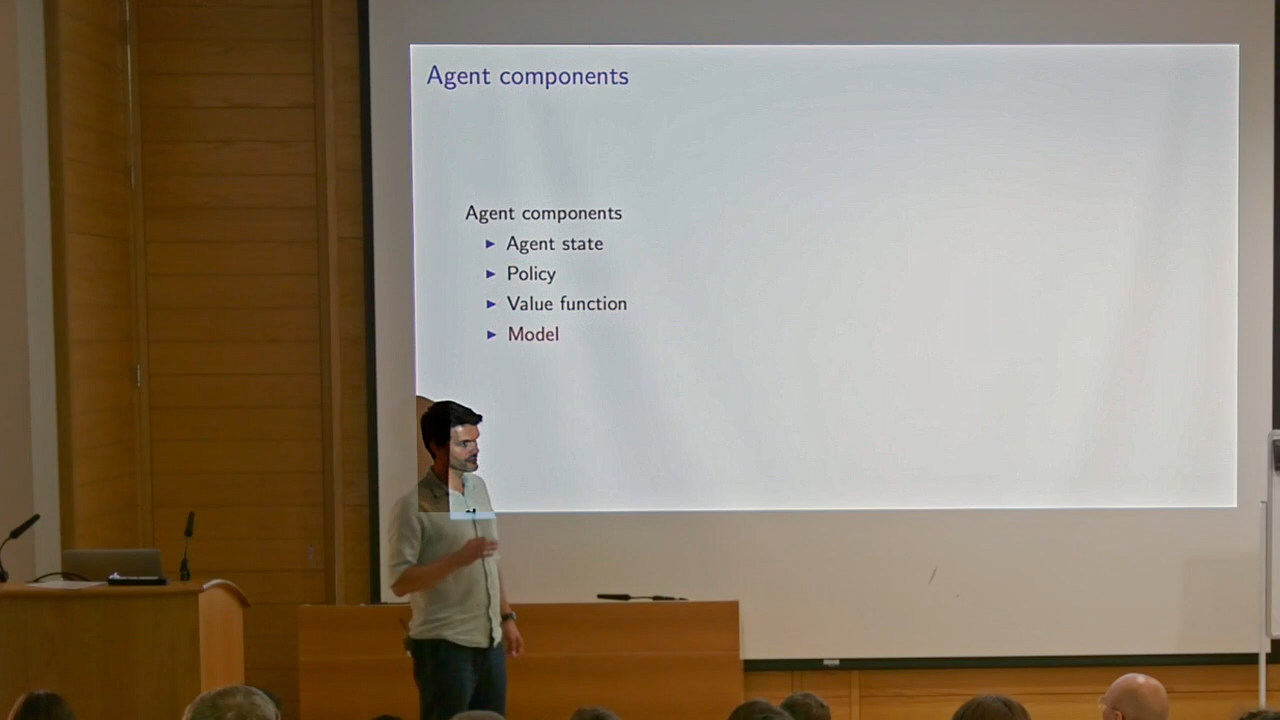 Agent components
Agent components
► Agent state
► Policy
► Value function
► Model